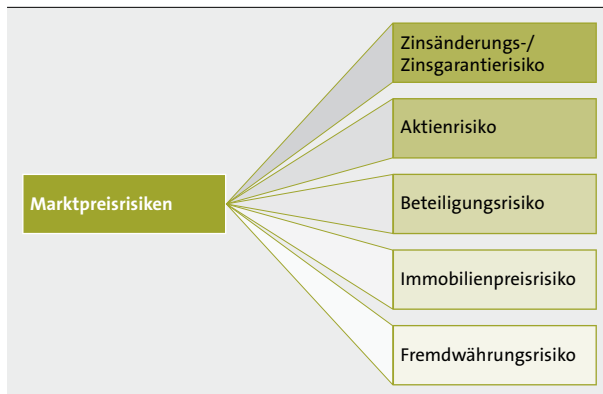 Marktpreisrisiken
Zinsänderungs-/
Zinsgarantierisiko
Aktienrisiko
Beteiligungsrisiko
Immobilienpreisrisiko
Fremdwährungsrisiko